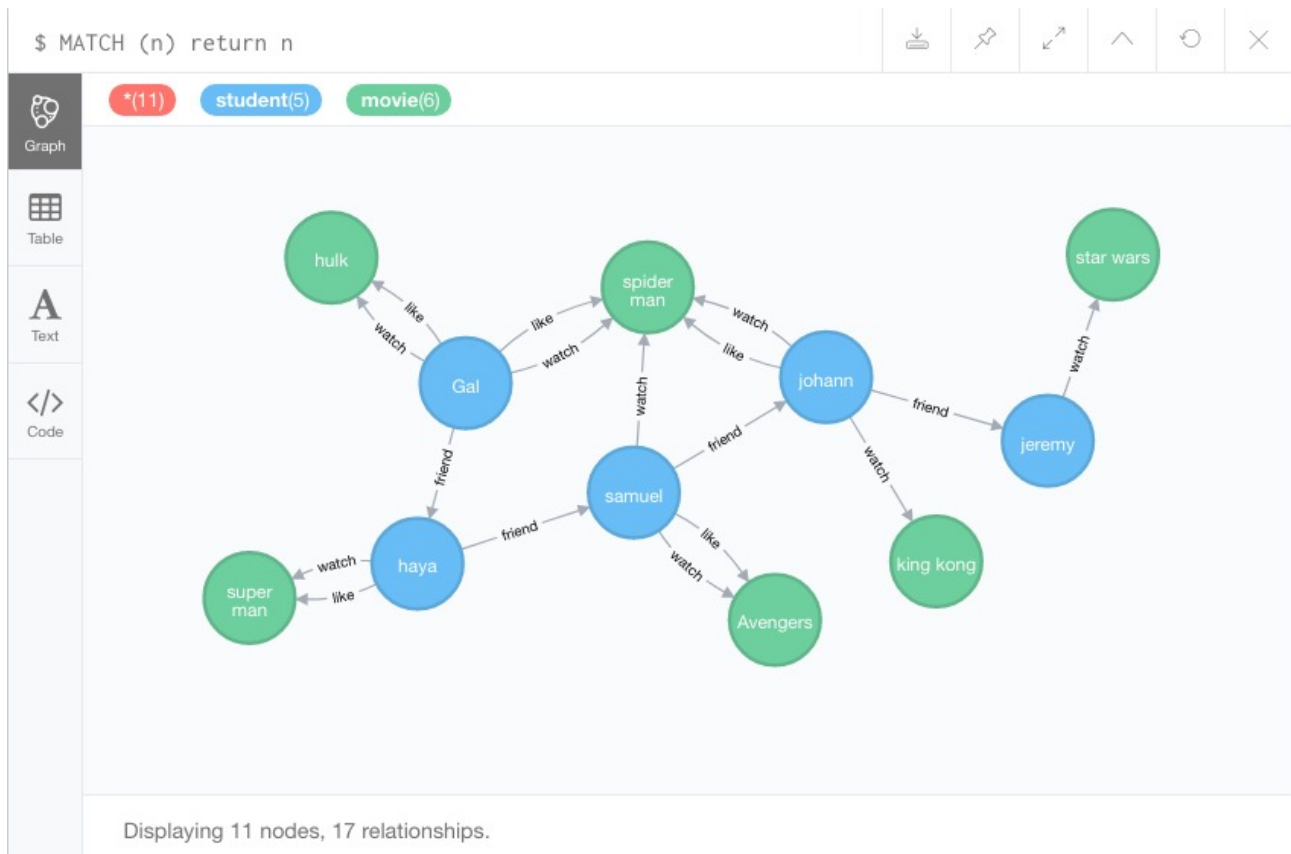 $ MATCH (n) return n
*(11) student(5) movie(6)
Graph
Table
A
Text
</>
Code
hulk
spider
man
star wars
like
watch
like
watch
watch
like
Gal
johann
watch
friend
jeremy
watch
friend
friend
watch
samuel
friend
haya
watch
like
super
man
like
watch
king kong
Avengers
Displaying 11 nodes, 17 relationships.